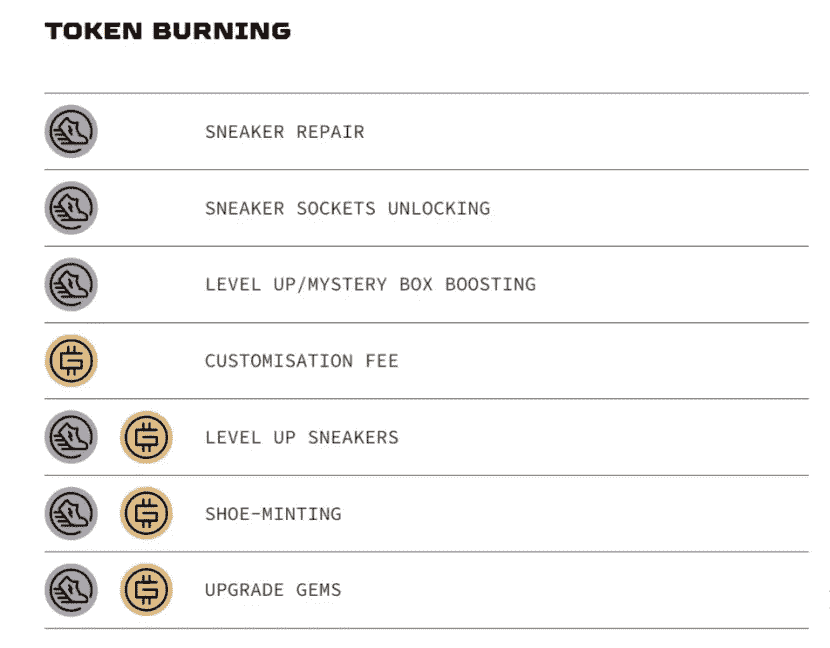 TOKEN BURNING
SNEAKER REPAIR
SNEAKER SOCKETS UNLOCKING
LEVEL UP/MYSTERY BOX BOOSTING
CUSTOMISATION FEE
LEVEL UP SNEAKERS
SHOE-MINTING
UPGRADE GEMS